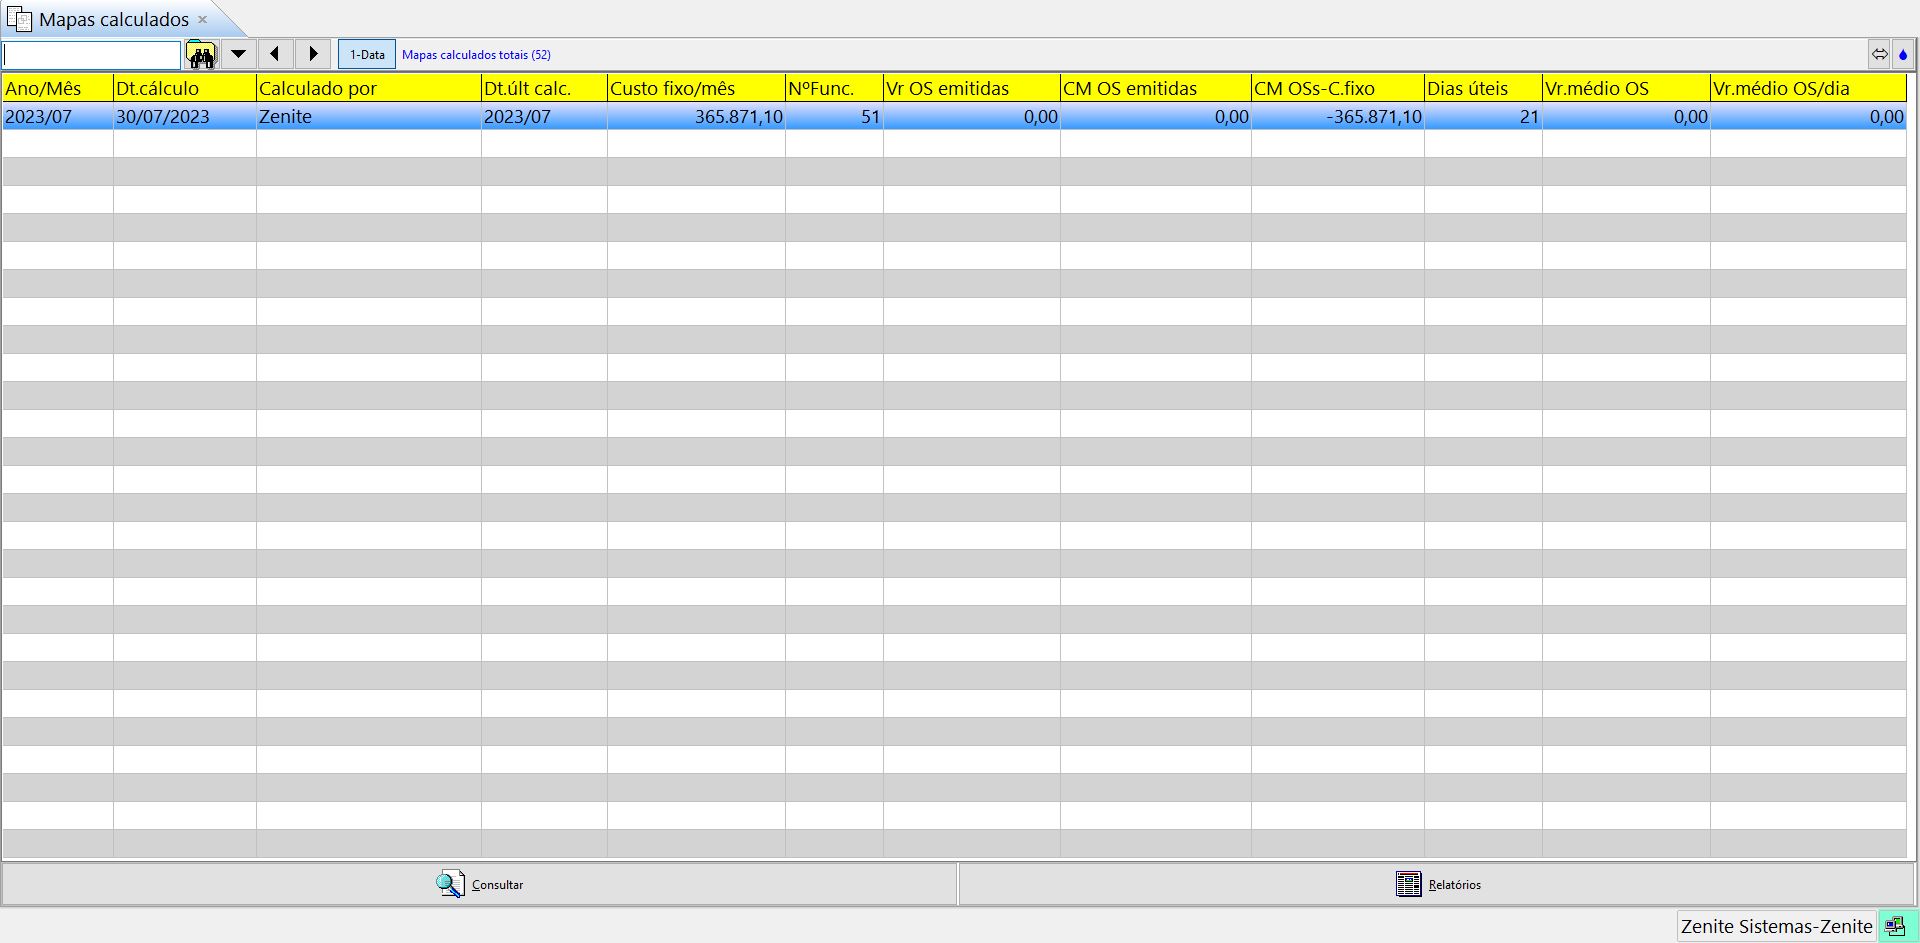 Mapas calculados
1-Data Mapas calculados totais (52)
Ano/Mês Dt.cálculo Calculado por Dt.últ calc. Custo fixo/mês NºFunc. Vr OS emitidas CM OS emitidas CM OSs-C.fixo Dias úteis Vr.médio OS Vr.médio OS/dia
2023/07 30/07/2023 Zenite 2023/07 365.871,10 51 0,00 0,00 -365.871,10 21 0,00 0,00
Consultar Relatórios
Zenite Sistemas-Zenite